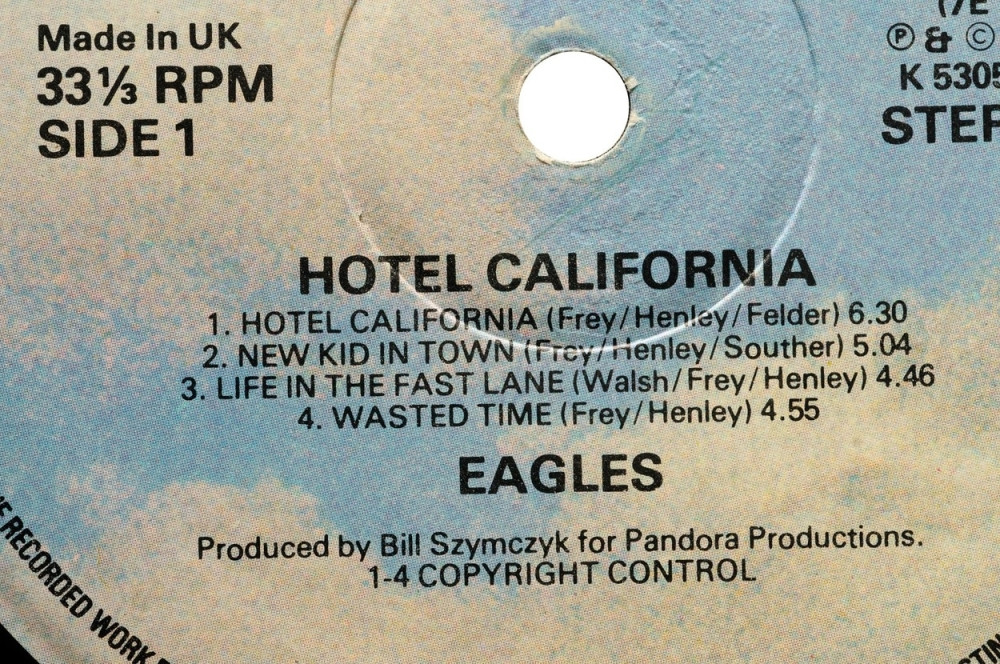 Made In UK
33⅓ RPM
SIDE 1
(7E
Ⓟ & ©
K 5305
STER
HOTEL CALIFORNIA
1. HOTEL CALIFORNIA (Frey/Henley/Felder) 6.30
2. NEW KID IN TOWN (Frey/Henley/Souther) 5.04
3. LIFE IN THE FAST LANE (Walsh/Frey/Henley) 4.46
4. WASTED TIME (Frey/Henley) 4.55
EAGLES
Produced by Bill Szymczyk for Pandora Productions.
1-4 COPYRIGHT CONTROL
RECORDED WORK